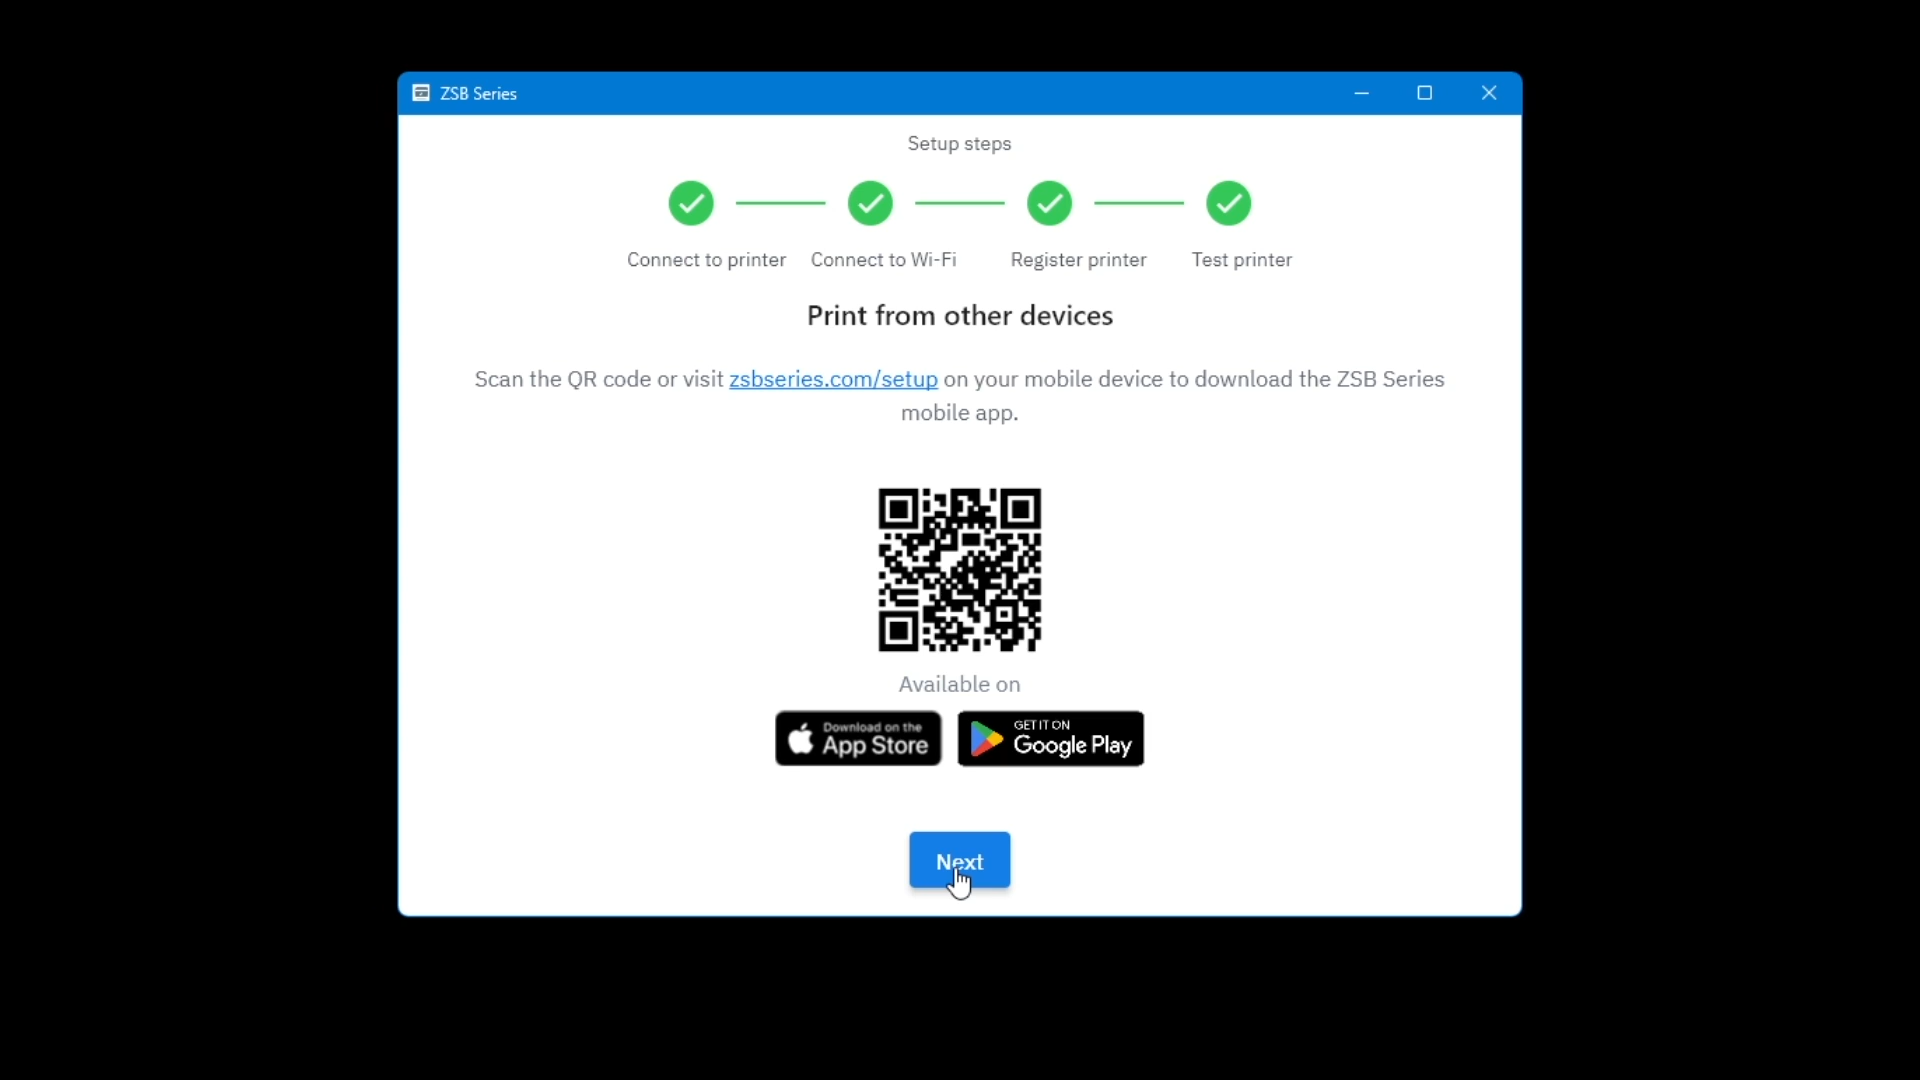 ZSB Series
Setup steps
Connect to printer
Connect to Wi-Fi
Register printer
Test printer
Print from other devices
Scan the QR code or visit zsbseries.com/setup on your mobile device to download the ZSB Series
mobile app.
Available on
Download on the
App Store
GET IT ON
Google Play
Next